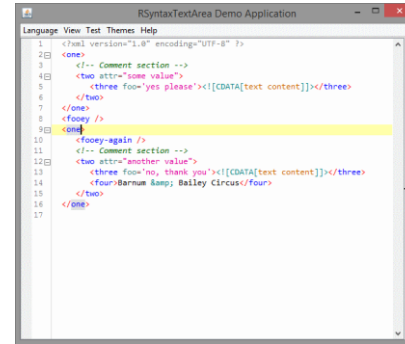 RSyntaxTextArea Demo Application
Language View Test Themes Help
1 <?xml version="1.0" encoding="UTF-8" ?>
2 <one>
3 <!-- Comment section -->
4 <two attr="some value">
5 <three foo='yes please'><![CDATA[text content]]></three>
6 </two>
7 </one>
8 <fooey />
9 <one>
10 <fooey-again />
11 <!-- Comment section -->
12 <two attr="another value">
13 <three foo='no, thank you'><![CDATA[text content]]></three>
14 <four>Barnum &amp; Bailey Circus</four>
15 </two>
16 </one>
17